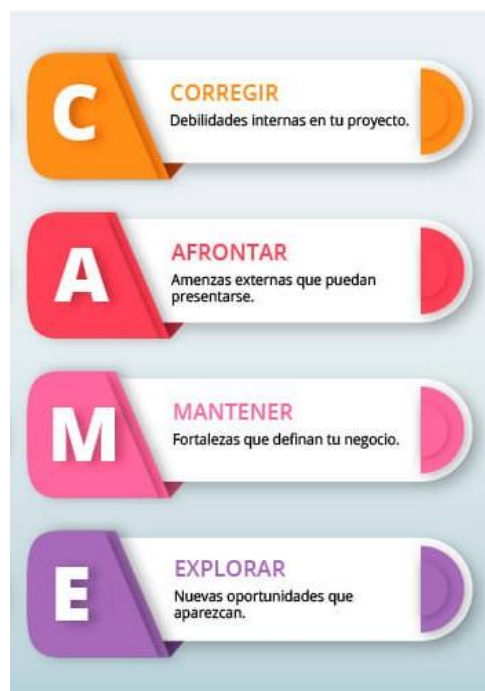 C
CORREGIR
Debilidades internas en tu proyecto.
A
AFRONTAR
Amenzas externas que puedan
presentarse.
M
MANTENER
Fortalezas que definan tu negocio.
E
EXPLORAR
Nuevas oportunidades que
aparezcan.